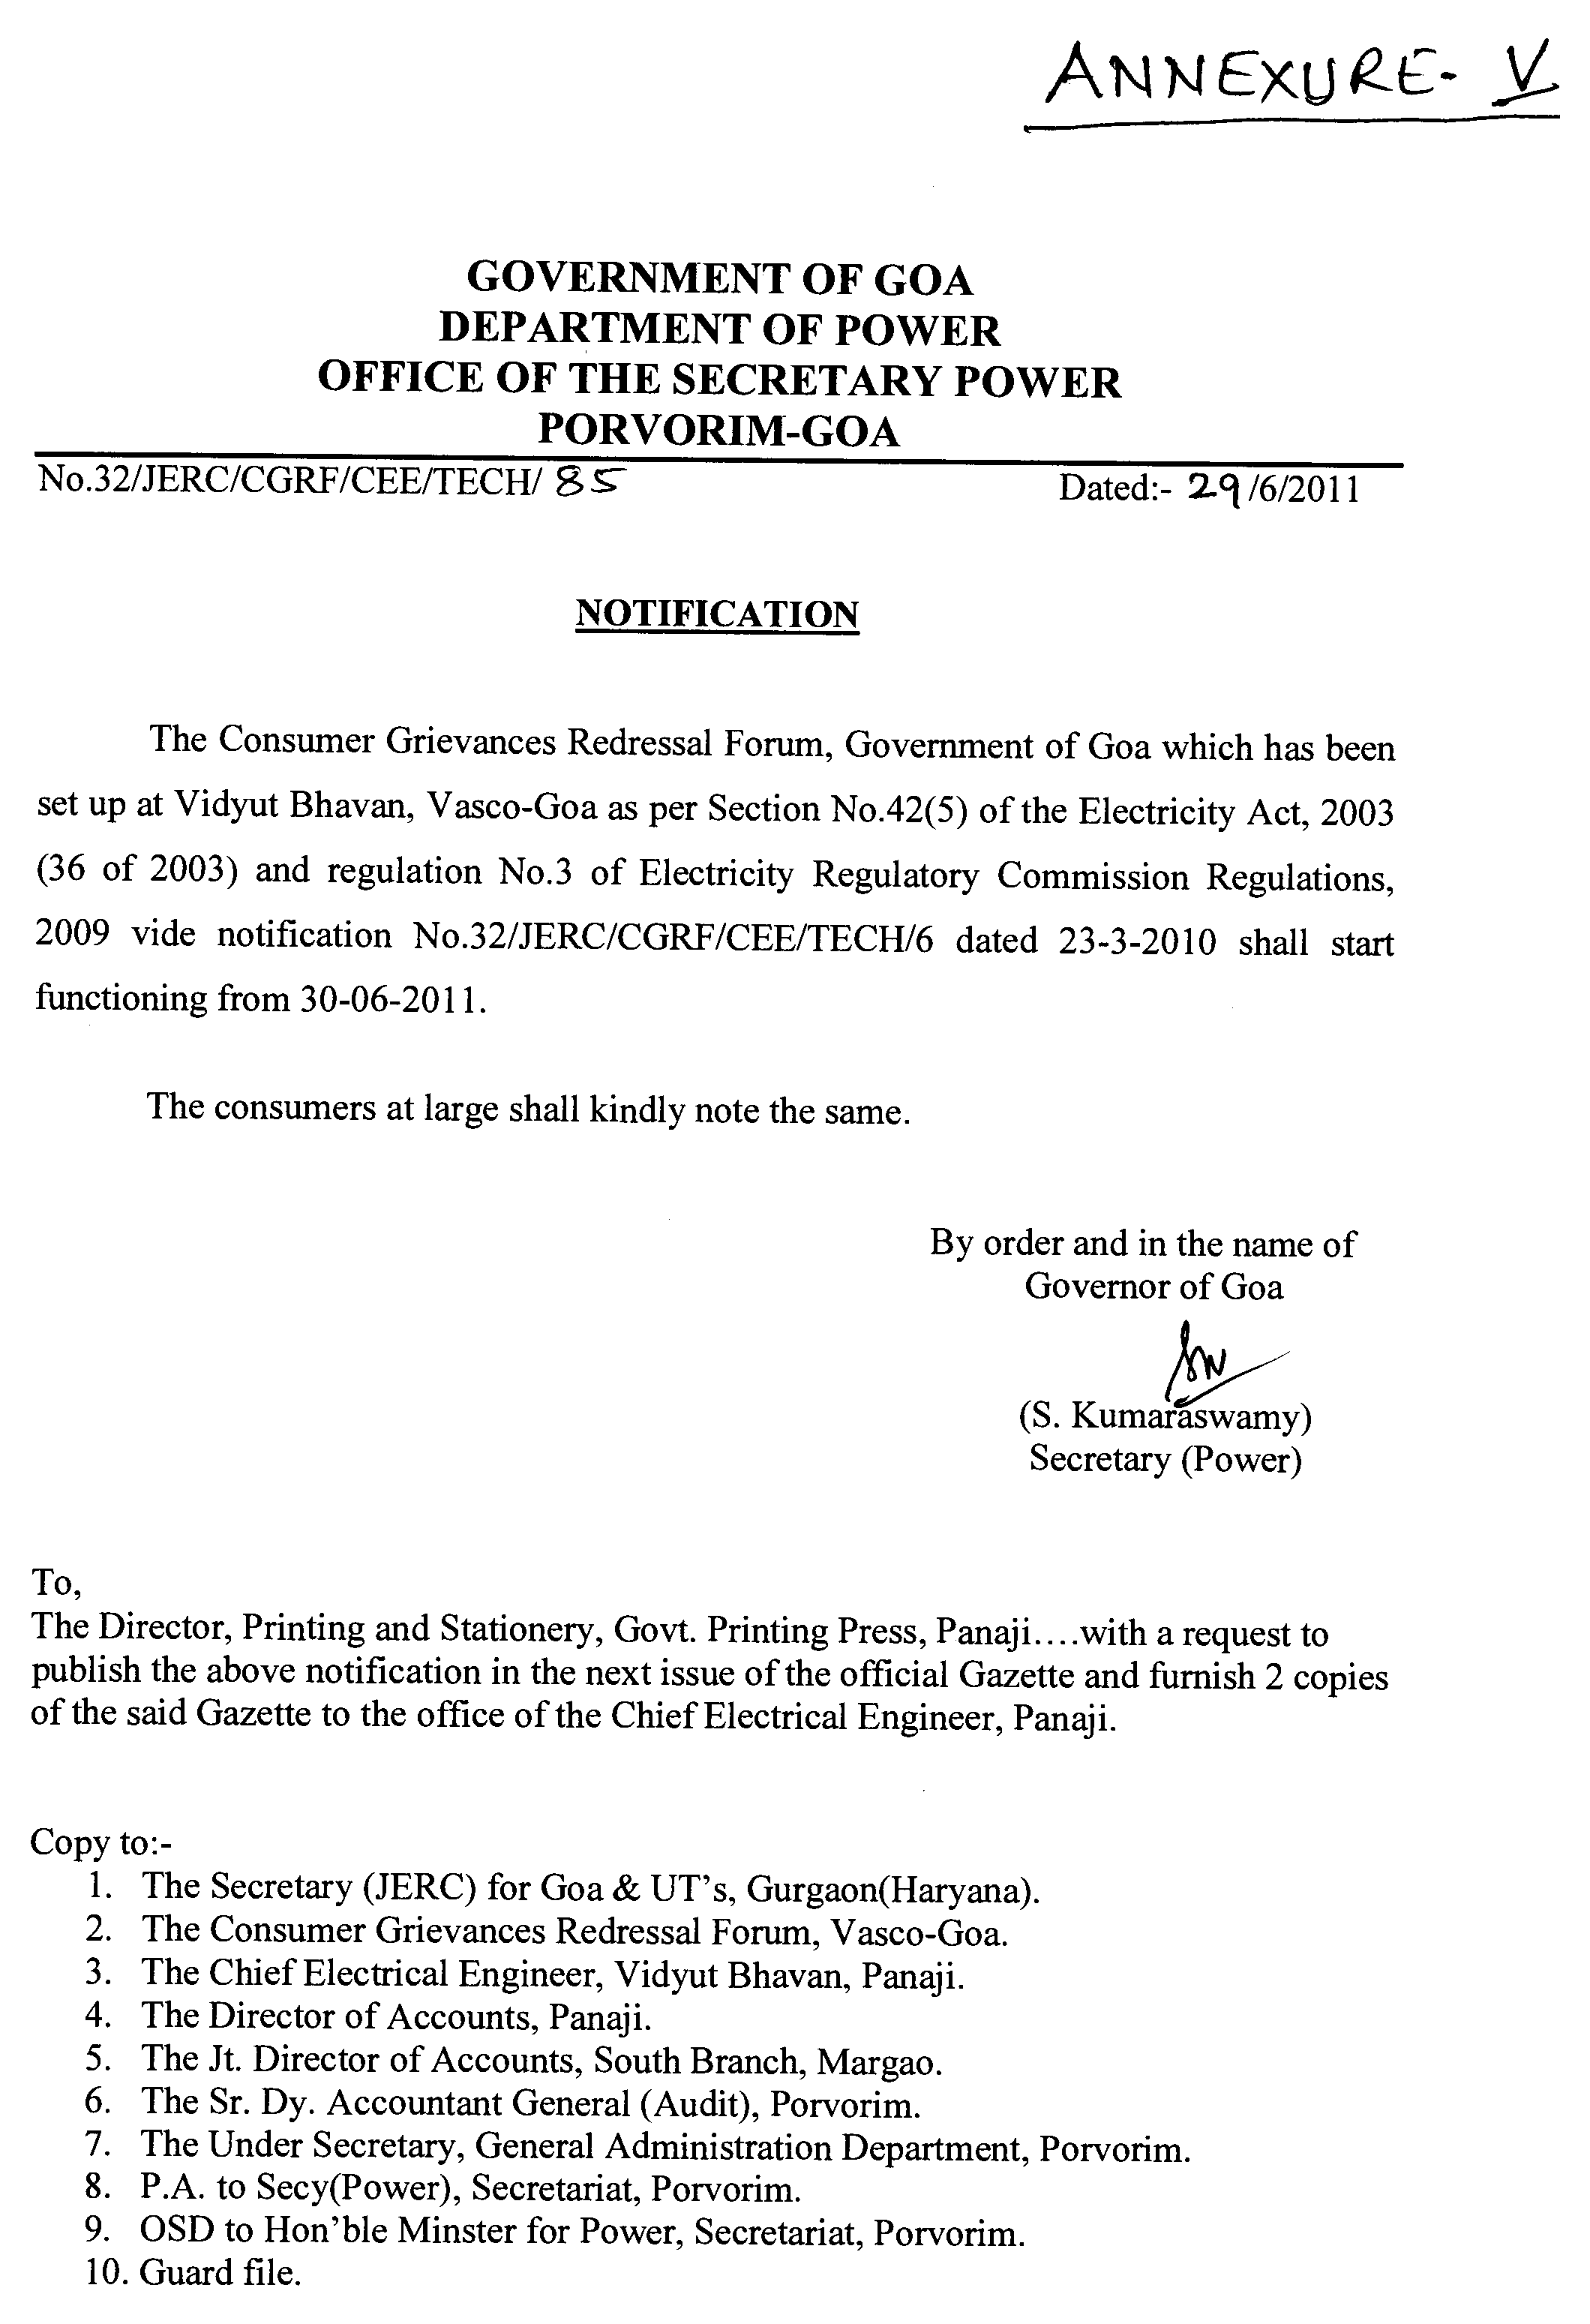 ANNEXURE- V
GOVERNMENT OF GOA
DEPARTMENT OF POWER
OFFICE OF THE SECRETARY POWER
PORVORIM-GOA
No.32/JERC/CGRF/CEE/TECH/ 85 Dated:- 29/6/2011
NOTIFICATION
The Consumer Grievances Redressal Forum, Government of Goa which has been
set up at Vidyut Bhavan, Vasco-Goa as per Section No.42(5) of the Electricity Act, 2003
(36 of 2003) and regulation No.3 of Electricity Regulatory Commission Regulations,
2009 vide notification No.32/JERC/CGRF/CEE/TECH/6 dated 23-3-2010 shall start
functioning from 30-06-2011.
The consumers at large shall kindly note the same.
By order and in the name of
Governor of Goa
(S. Kumaraswamy)
Secretary (Power)
To,
The Director, Printing and Stationery, Govt. Printing Press, Panaji....with a request to
publish the above notification in the next issue of the official Gazette and furnish 2 copies
of the said Gazette to the office of the Chief Electrical Engineer, Panaji.
Copy to:-
1. The Secretary (JERC) for Goa & UT's, Gurgaon(Haryana).
2. The Consumer Grievances Redressal Forum, Vasco-Goa.
3. The Chief Electrical Engineer, Vidyut Bhavan, Panaji.
4. The Director of Accounts, Panaji.
5. The Jt. Director of Accounts, South Branch, Margao.
6. The Sr. Dy. Accountant General (Audit), Porvorim.
7. The Under Secretary, General Administration Department, Porvorim.
8. P.A. to Secy(Power), Secretariat, Porvorim.
9. OSD to Hon'ble Minster for Power, Secretariat, Porvorim.
10. Guard file.